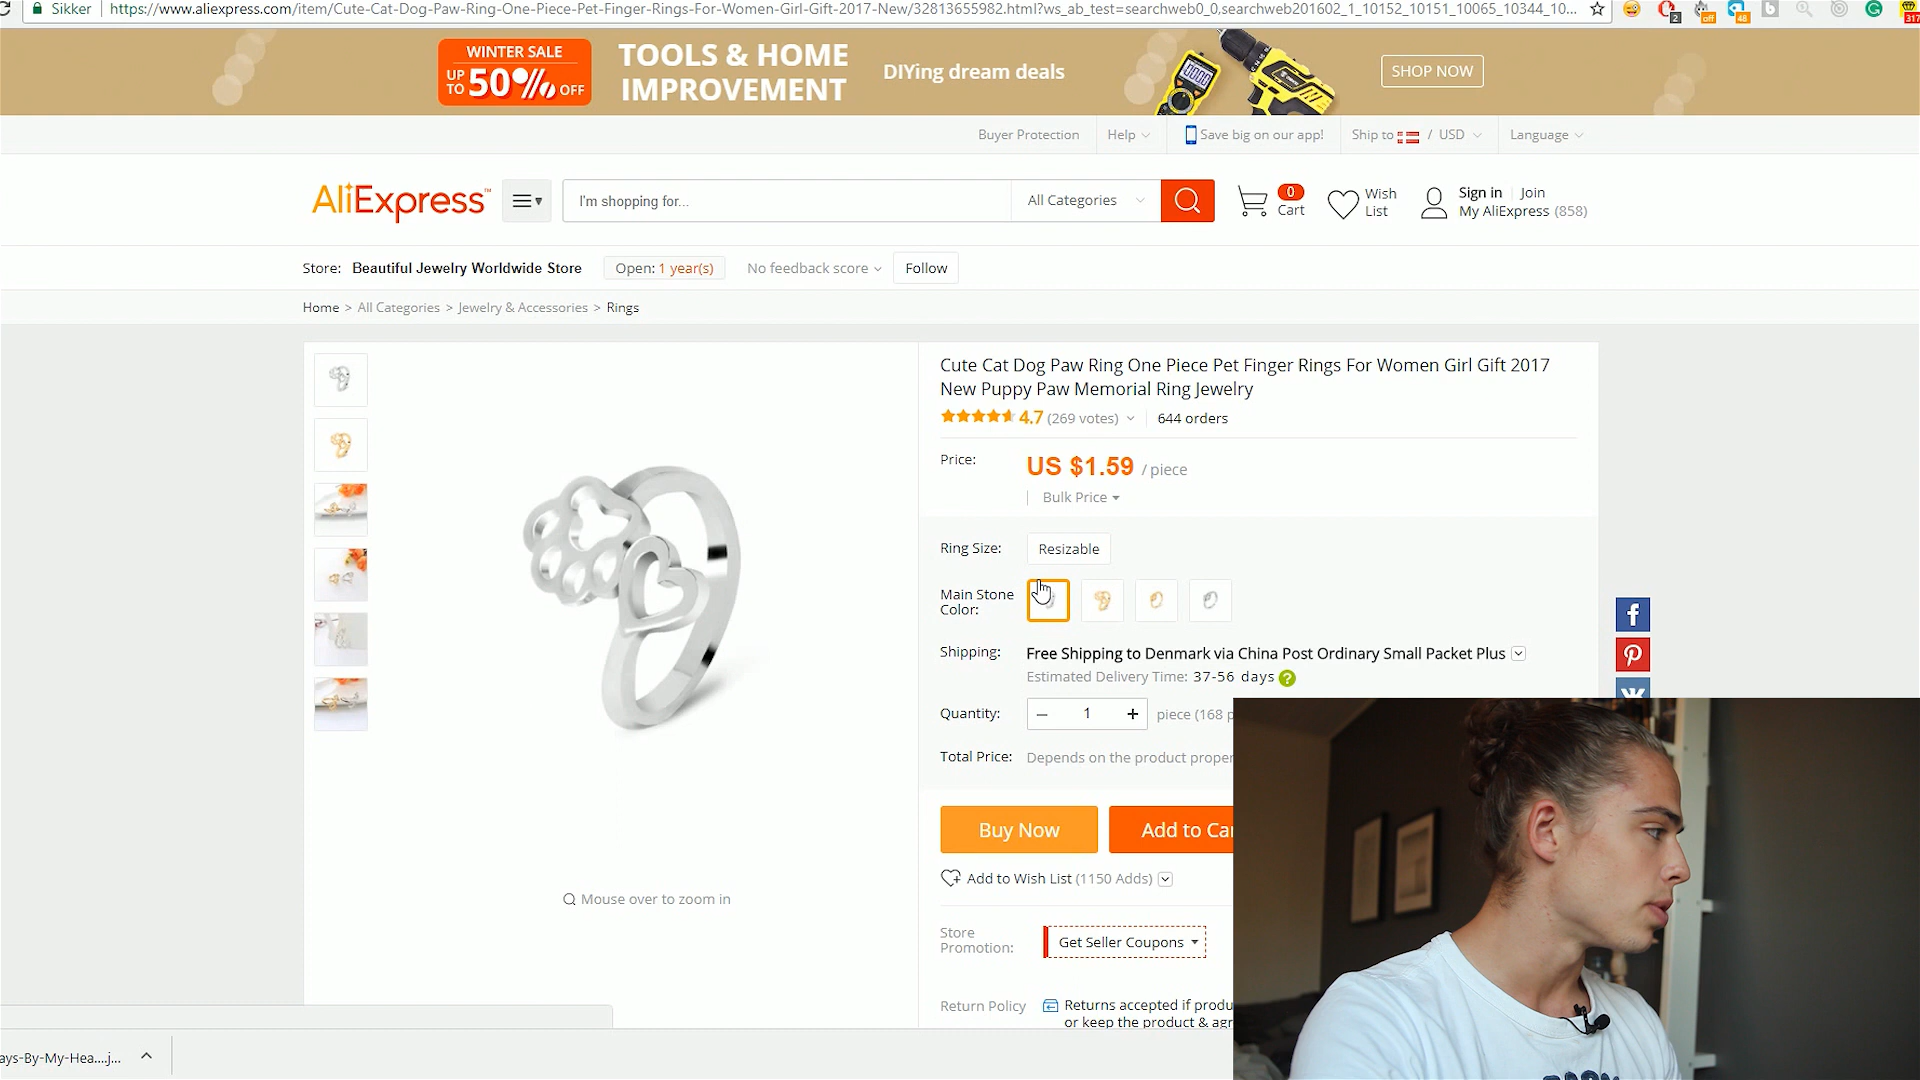 Sikker
https://www.aliexpress.com/item/Cute-Cat-Dog-Paw-Ring-One-Piece-Pet-Finger-Rings-For-Women-Girl-Gift-2017-New/32813655982.html?ws_ab_test=searchweb0_0,searchweb201602_1_10152_10151_10065_10344_10...
2
off
48
b
317
WINTER SALE
UP TO 50% OFF
TOOLS & HOME
IMPROVEMENT
DIYing dream deals
SHOP NOW
Buyer Protection
Help
Save big on our app!
Ship to / USD
Language
AliExpress™
I'm shopping for...
All Categories
0
Cart
Wish
List
Sign in | Join
My AliExpress (858)
Store: Beautiful Jewelry Worldwide Store
Open: 1 year(s)
No feedback score
Follow
Home > All Categories > Jewelry & Accessories > Rings
Cute Cat Dog Paw Ring One Piece Pet Finger Rings For Women Girl Gift 2017
New Puppy Paw Memorial Ring Jewelry
4.7 (269 votes)
644 orders
Price:
US $1.59 / piece
Bulk Price
Ring Size:
Resizable
Main Stone
Color:
Shipping:
Free Shipping to Denmark via China Post Ordinary Small Packet Plus
Estimated Delivery Time: 37-56 days ?
Quantity:
– 1 +
piece (168 p
Total Price:
Depends on the product proper
Buy Now
Add to Ca
Add to Wish List (1150 Adds)
Mouse over to zoom in
Store
Promotion:
Get Seller Coupons
Return Policy
Returns accepted if produ
or keep the product & agr
ays-By-My-Hea....j...